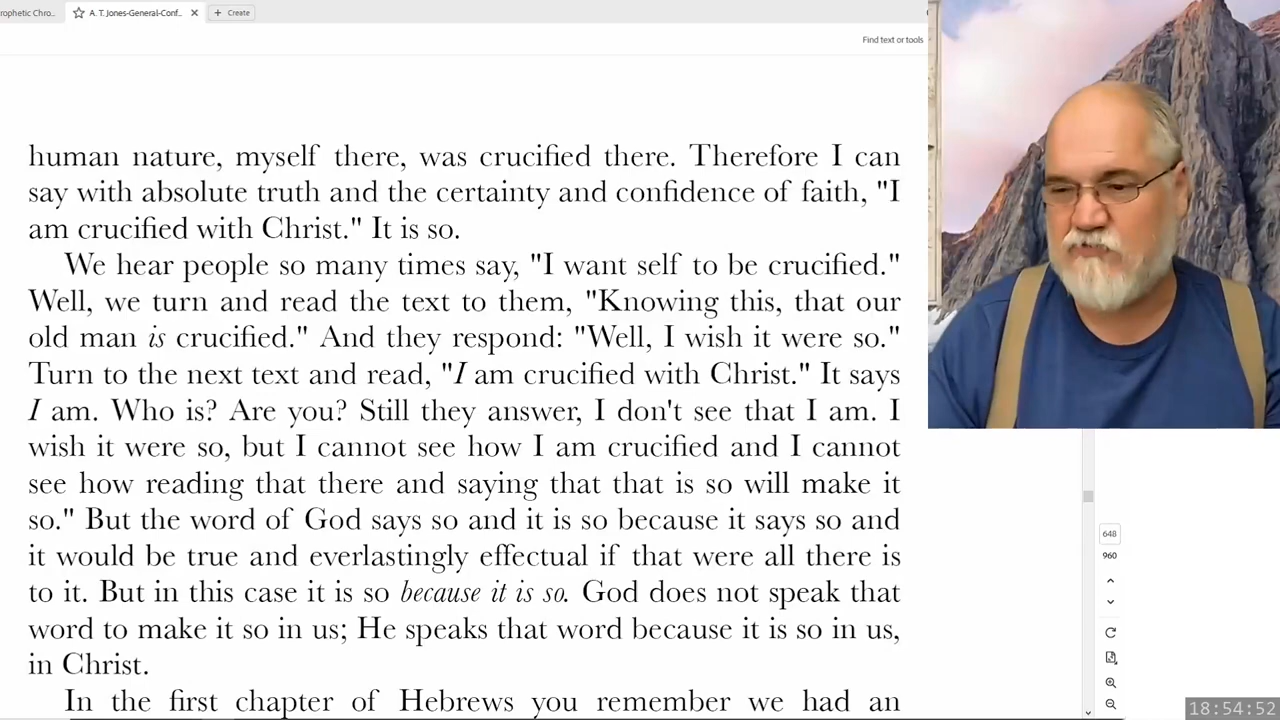 rophetic Chro...
A. T. Jones-General-Conf...
Create
Find text or tools
human nature, myself there, was crucified there. Therefore I can
say with absolute truth and the certainty and confidence of faith, "I
am crucified with Christ." It is so.
We hear people so many times say, "I want self to be crucified."
Well, we turn and read the text to them, "Knowing this, that our
old man is crucified." And they respond: "Well, I wish it were so."
Turn to the next text and read, "I am crucified with Christ." It says
I am. Who is? Are you? Still they answer, I don't see that I am. I
wish it were so, but I cannot see how I am crucified and I cannot
see how reading that there and saying that that is so will make it
so." But the word of God says so and it is so because it says so and
it would be true and everlastingly effectual if that were all there is
to it. But in this case it is so because it is so. God does not speak that
word to make it so in us; He speaks that word because it is so in us,
in Christ.
In the first chapter of Hebrews you remember we had an
648
960
18:54:52